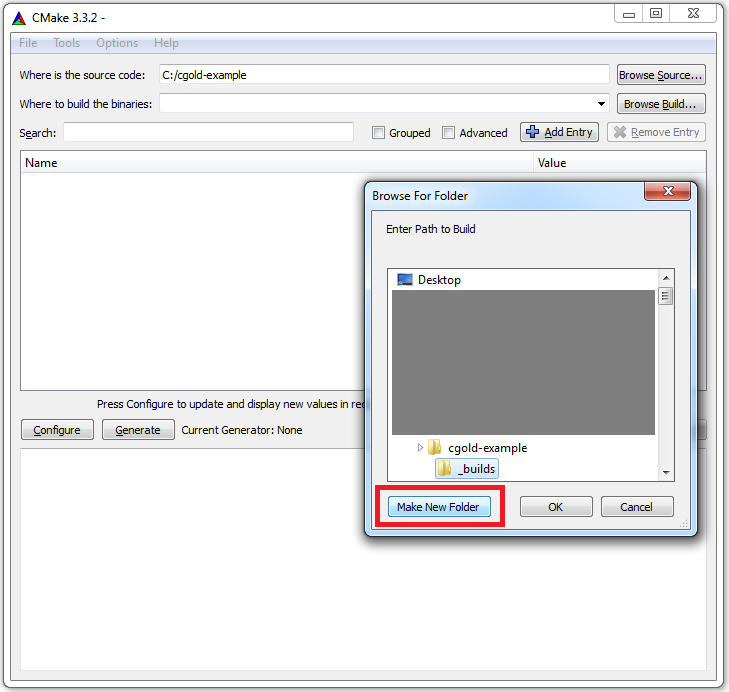 CMake 3.3.2 -
File Tools Options Help
Where is the source code: C:/cgold-example Browse Source...
Where to build the binaries: Browse Build...
Search: Grouped Advanced Add Entry Remove Entry
Name Value
Browse For Folder
Enter Path to Build
Desktop
Press Configure to update and display new values in red
Configure Generate Current Generator: None
cgold-example
_builds
Make New Folder OK Cancel